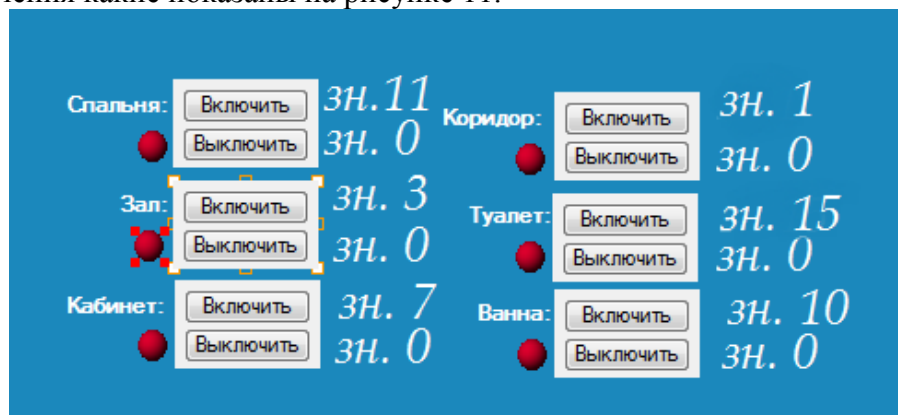 чения какие показаны на рисунке 11.
Спальня:
Включить
зн.11
Выключить
зн. 0
Зал:
Включить
зн. 3
Выключить
зн. 0
Кабинет:
Включить
зн. 7
Выключить
зн. 0
Коридор:
Включить
зн. 1
Выключить
зн. 0
Туалет:
Включить
зн. 15
Выключить
зн. 0
Ванна:
Включить
зн. 10
Выключить
зн. 0